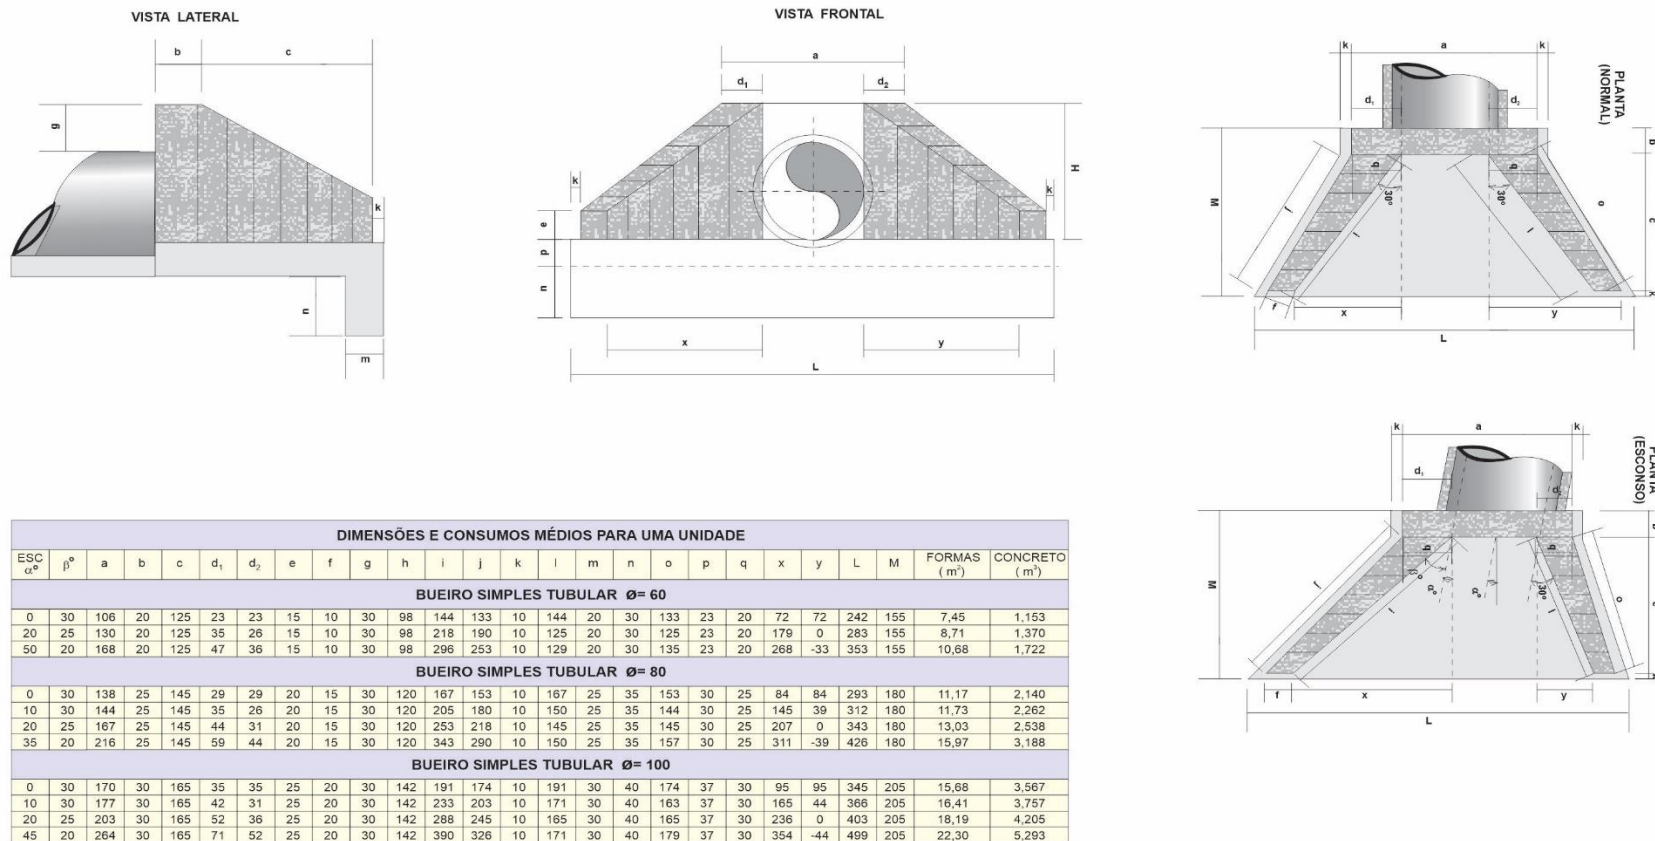 VISTA LATERAL
b
c
g
k
n
m
VISTA FRONTAL
a
d₁
d₂
H
k
k
e
p
n
x
y
L
PLANTA
(NORMAL)
k
a
k
d₁
d₂
b
M
j
30°
30°
l
o
c
k
f
x
y
L
PLANTA
(ESCONSO)
k
a
k
d₁
M
β°
α°
α°
30°
l
o
f
x
y
L
DIMENSÕES E CONSUMOS MÉDIOS PARA UMA UNIDADE
ESC α° β° a b c d₁ d₂ e f g h i j k l m n o p q x y L M FORMAS (m²) CONCRETO (m³)
BUEIRO SIMPLES TUBULAR Ø= 60
0 30 106 20 125 23 23 15 10 30 98 144 133 10 144 20 30 133 23 20 72 72 242 155 7,45 1,153
20 25 130 20 125 35 26 15 10 30 98 218 190 10 125 20 30 125 23 20 179 0 283 155 8,71 1,370
50 20 168 20 125 47 36 15 10 30 98 296 253 10 129 20 30 135 23 20 268 -33 353 155 10,68 1,722
BUEIRO SIMPLES TUBULAR Ø= 80
0 30 138 25 145 29 29 20 15 30 120 167 153 10 167 25 35 153 30 25 84 84 293 180 11,17 2,140
10 30 144 25 145 35 26 20 15 30 120 205 180 10 150 25 35 144 30 25 145 39 312 180 11,73 2,262
20 25 167 25 145 44 31 20 15 30 120 253 218 10 145 25 35 145 30 25 207 0 343 180 13,03 2,538
35 20 216 25 145 59 44 20 15 30 120 343 290 10 150 25 35 157 30 25 311 -39 426 180 15,97 3,188
BUEIRO SIMPLES TUBULAR Ø= 100
0 30 170 30 165 35 35 25 20 30 142 191 174 10 191 30 40 174 37 30 95 95 345 205 15,68 3,567
10 30 177 30 165 42 31 25 20 30 142 233 203 10 171 30 40 163 37 30 165 44 366 205 16,41 3,757
20 25 203 30 165 52 36 25 20 30 142 288 245 10 165 30 40 165 37 30 236 0 403 205 18,19 4,205
45 20 264 30 165 71 52 25 20 30 142 390 326 10 171 30 40 179 37 30 354 -44 499 205 22,30 5,293